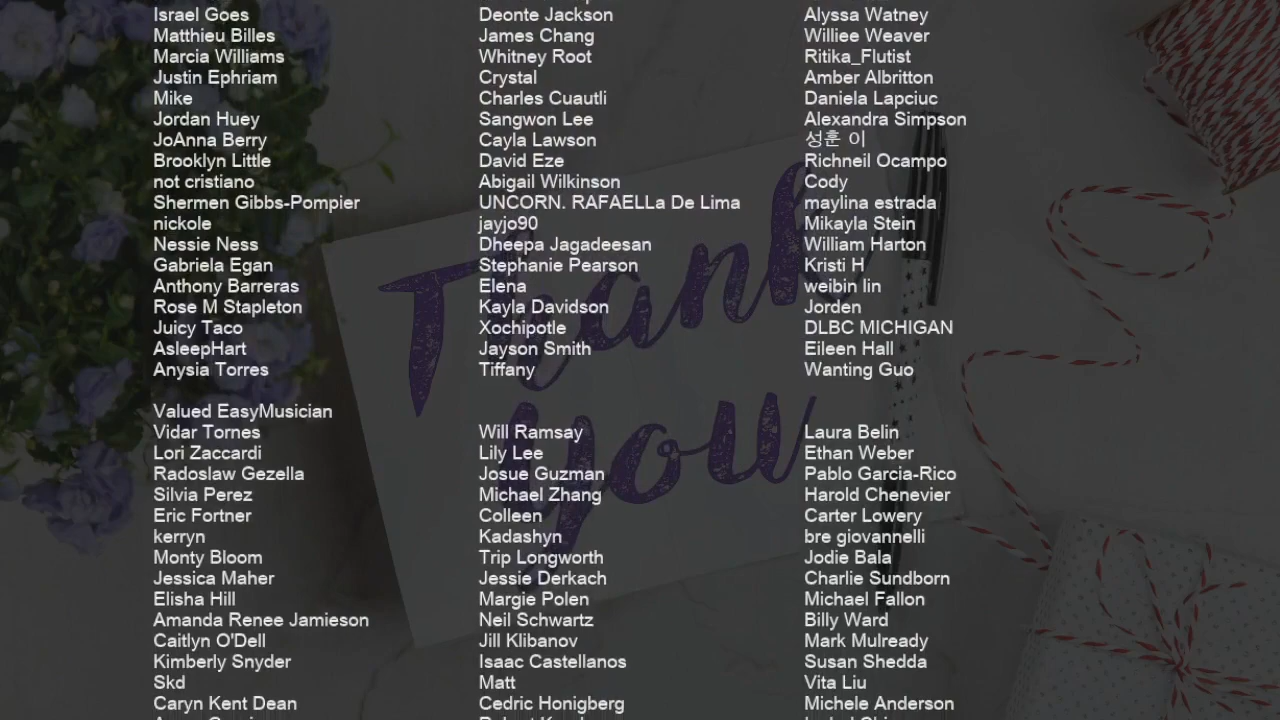 Israel Goes
Matthieu Billes
Marcia Williams
Justin Ephriam
Mike
Jordan Huey
JoAnna Berry
Brooklyn Little
not cristiano
Shermen Gibbs-Pompier
nickole
Nessie Ness
Gabriela Egan
Anthony Barreras
Rose M Stapleton
Juicy Taco
AsleepHart
Anysia Torres
Deonte Jackson
James Chang
Whitney Root
Crystal
Charles Cuautli
Sangwon Lee
Cayla Lawson
David Eze
Abigail Wilkinson
UNCORN. RAFAELLa De Lima
jayjo90
Dheepa Jagadeesan
Stephanie Pearson
Elena
Kayla Davidson
Xochipotle
Jayson Smith
Tiffany
Alyssa Watney
Williee Weaver
Ritika_Flutist
Amber Albritton
Daniela Lapciuc
Alexandra Simpson
성훈 이
Richneil Ocampo
Cody
maylina estrada
Mikayla Stein
William Harton
Kristi H
weibin lin
Jorden
DLBC MICHIGAN
Eileen Hall
Wanting Guo
Valued EasyMusician
Vidar Tornes
Lori Zaccardi
Radoslaw Gezella
Silvia Perez
Eric Fortner
kerryn
Monty Bloom
Jessica Maher
Elisha Hill
Amanda Renee Jamieson
Caitlyn O'Dell
Kimberly Snyder
Skd
Caryn Kent Dean
Will Ramsay
Lily Lee
Josue Guzman
Michael Zhang
Colleen
Kadashyn
Trip Longworth
Jessie Derkach
Margie Polen
Neil Schwartz
Jill Klibanov
Isaac Castellanos
Matt
Cedric Honigberg
Laura Belin
Ethan Weber
Pablo Garcia-Rico
Harold Chenevier
Carter Lowery
bre giovannelli
Jodie Bala
Charlie Sundborn
Michael Fallon
Billy Ward
Mark Mulready
Susan Shedda
Vita Liu
Michele Anderson
Thank
you